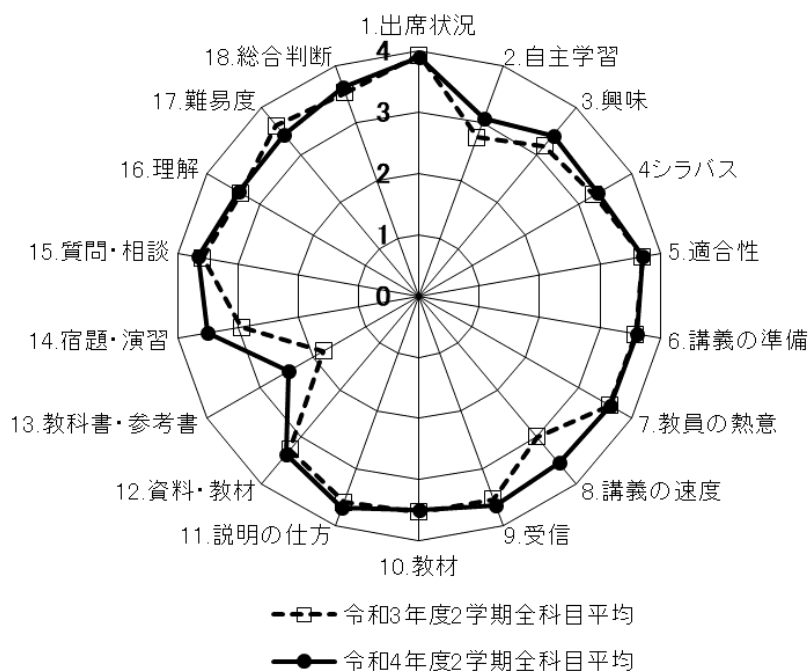 1.出席状況
2.自主学習
3.興味
4シラバス
5.適合性
6.講義の準備
7.教員の熱意
8.講義の速度
9.受信
10.教材
11.説明の仕方
12.資料・教材
13.教科書・参考書
14.宿題・演習
15.質問・相談
16.理解
17.難易度
18.総合判断
4
3
2
1
0
令和3年度2学期全科目平均
令和4年度2学期全科目平均